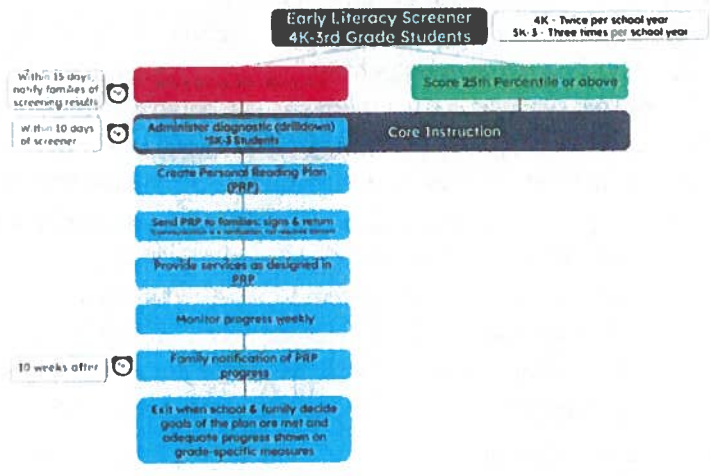 Early Literacy Screener
4K-3rd Grade Students
4K - Twice per school year
5K-3 - Three times per school year
Within 15 days,
notify families of
screening results
Score 25th Percentile or above
Within 10 days
of screener
Administer diagnostic (drilldown)
*5K-3 Students
Core Instruction
Create Personal Reading Plan
(PRP)
Send PRP to families: signs & return
Provide services as designed in
PRP
Monitor progress weekly
10 weeks after
Family notification of PRP
progress
Exit when school & family decide
goals of the plan are met and
adequate progress shown on
grade-specific measures